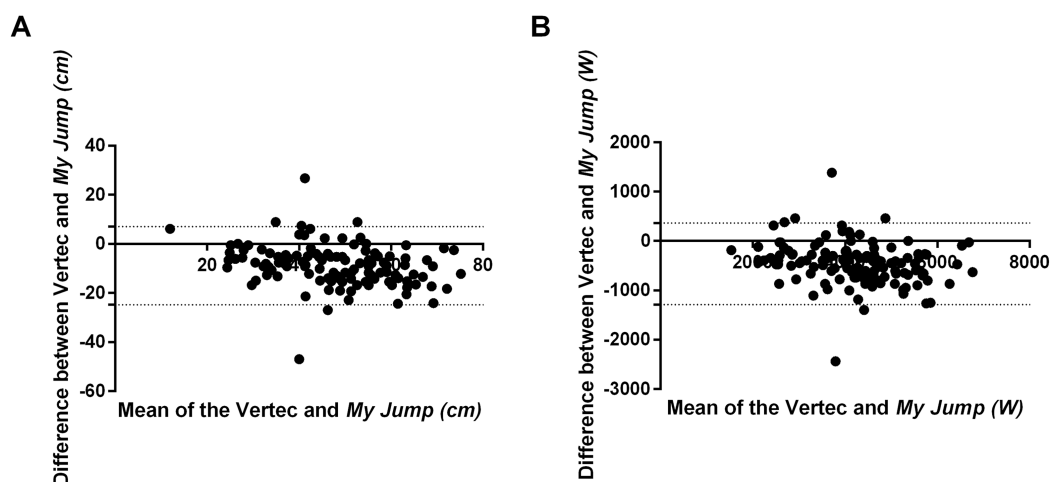 A
Difference between Vertec and My Jump (cm)
40
20
0
-20
-40
-60
20
80
Mean of the Vertec and My Jump (cm)
B
Difference between Vertec and My Jump (W)
2000
1000
0
-1000
-2000
-3000
8000
Mean of the Vertec and My Jump (W)